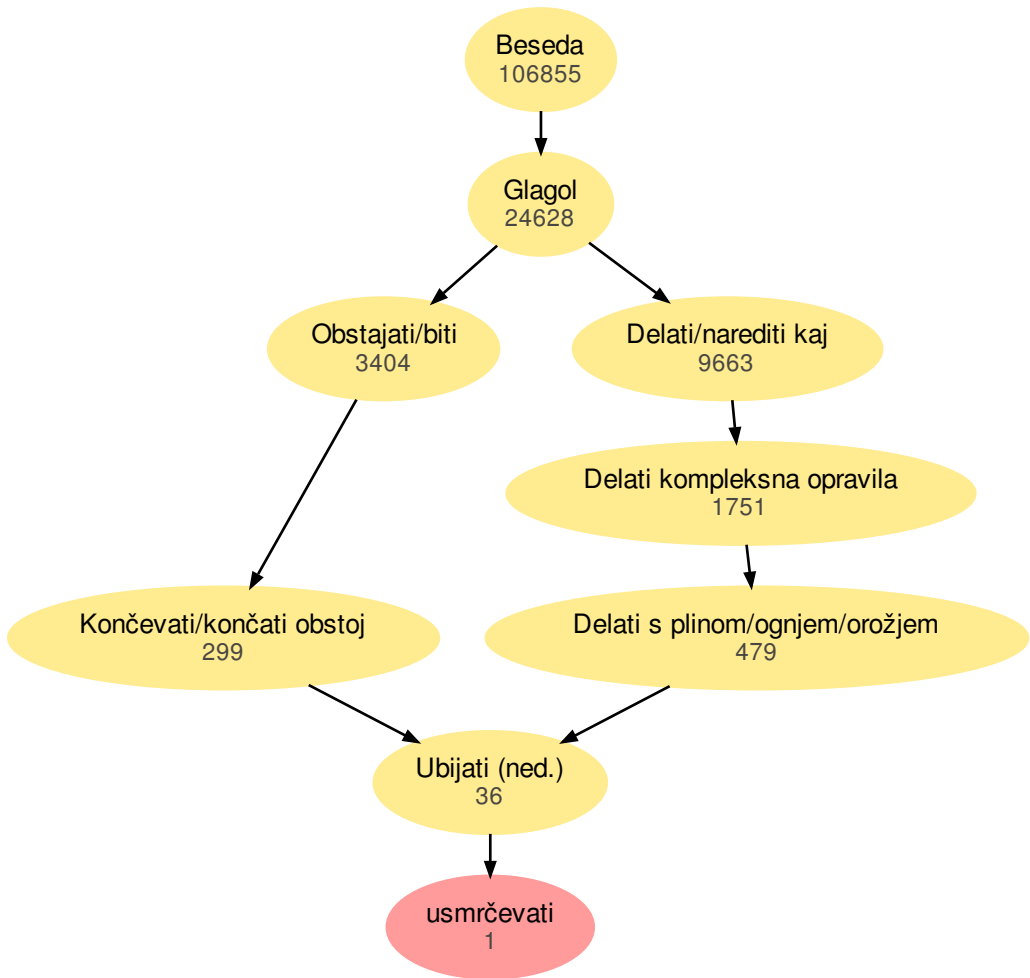 Beseda
106855
Glagol
24628
Obstajati/biti
3404
Delati/narediti kaj
9663
Delati kompleksna opravila
1751
Končevati/končati obstoj
299
Delati s plinom/ognjem/orožjem
479
Ubijati (ned.)
36
usmrčevati
1